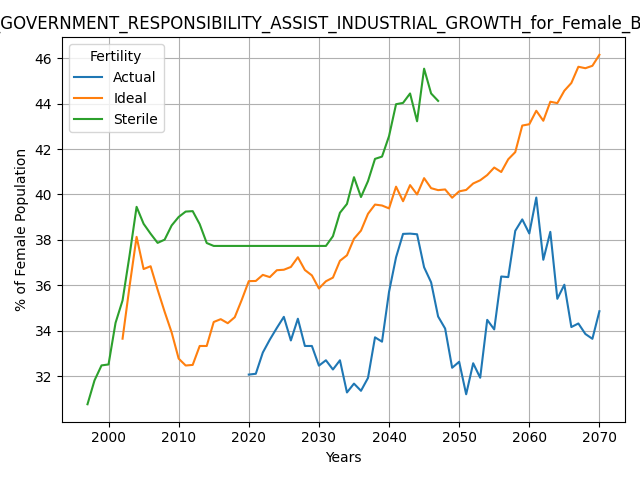 GOVERNMENT_RESPONSIBILITY_ASSIST_INDUSTRIAL_GROWTH_for_Female_B
Fertility
Actual
Ideal
Sterile
% of Female Population
46
44
42
40
38
36
34
32
2000 2010 2020 2030 2040 2050 2060 2070
Years